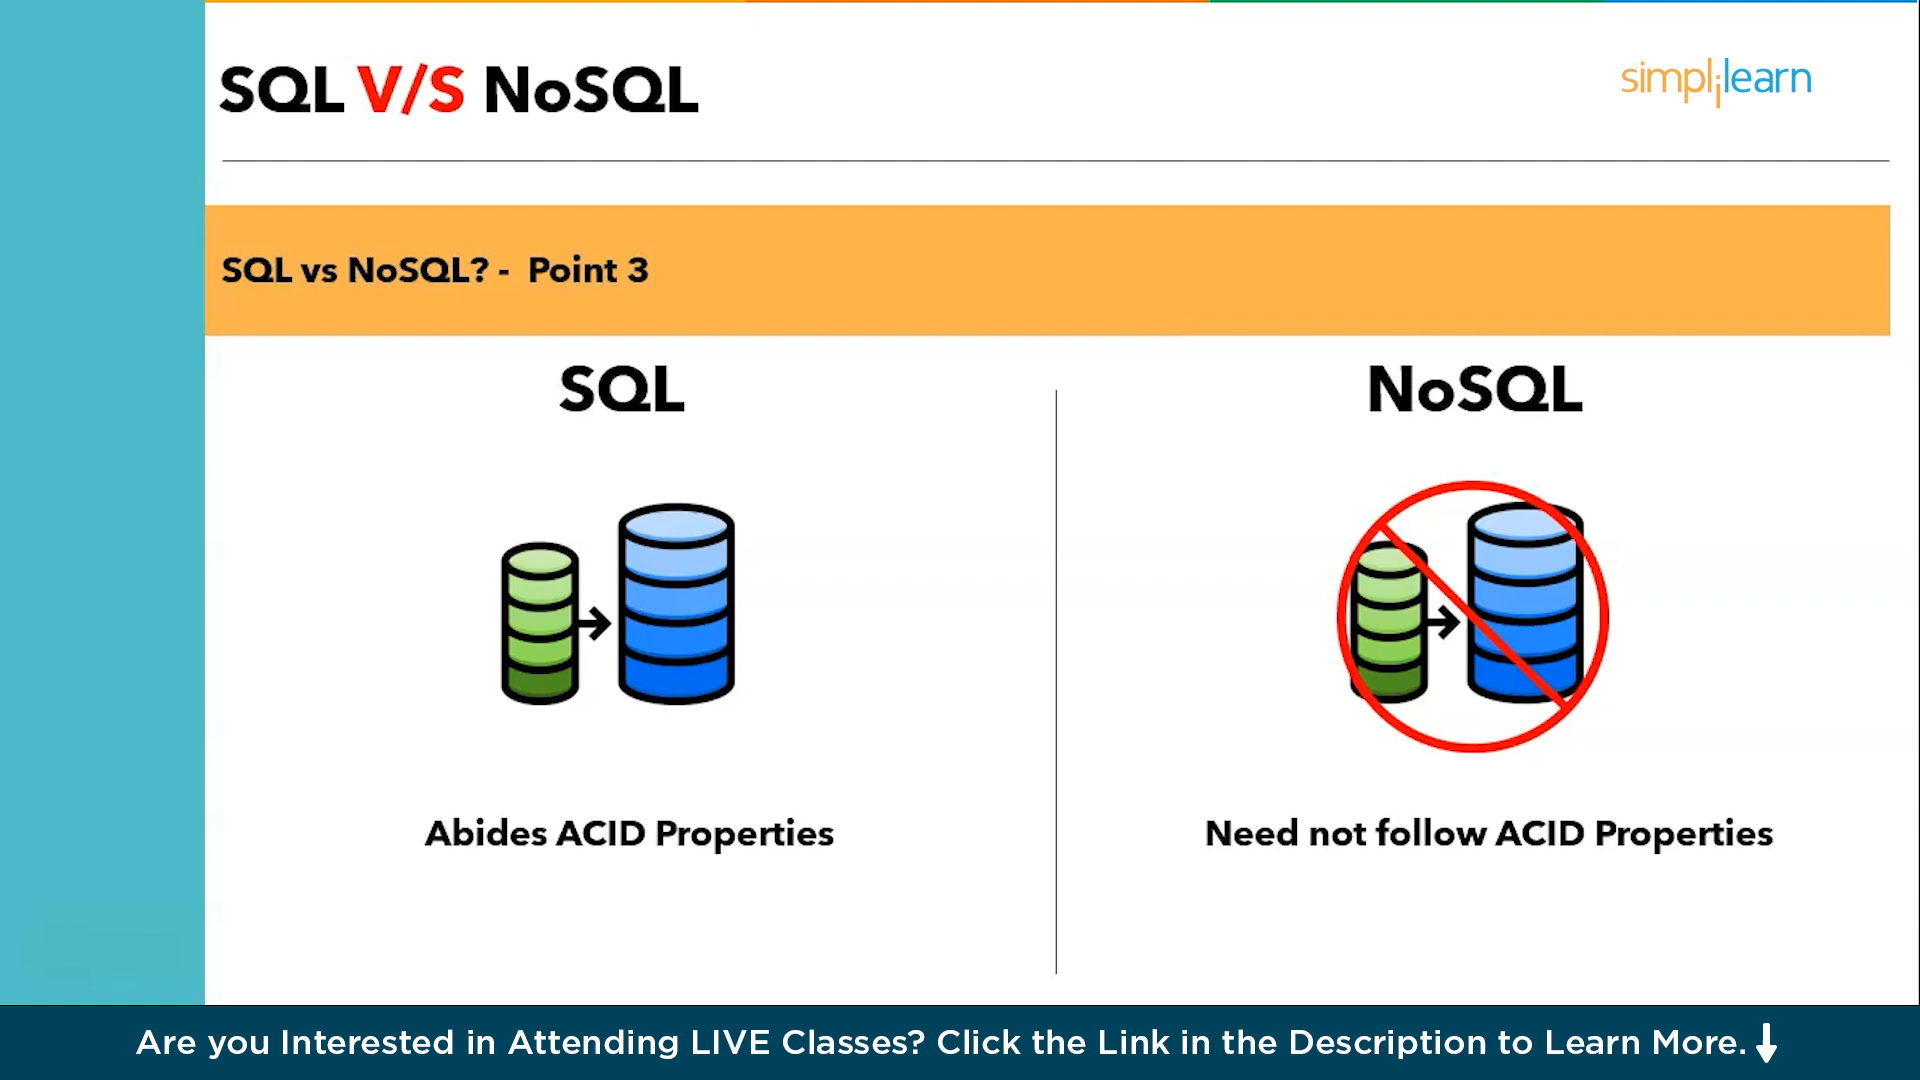 SQL V/S NoSQL
simplilearn
SQL vs NoSQL? - Point 3
SQL
NoSQL
Abides ACID Properties
Need not follow ACID Properties
Are you Interested in Attending LIVE Classes? Click the Link in the Description to Learn More.